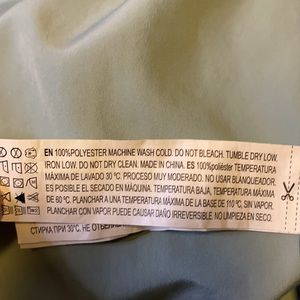 EN 100%POLYESTER MACHINE WASH COLD. DO NOT BLEACH. TUMBLE DRY LOW.
IRON LOW. DO NOT DRY CLEAN. MADE IN CHINA. ES 100%poliéster TEMPERATURA
MÁXIMA DE LAVADO 30 ºC. PROCESO MUY MODERADO. NO USAR BLANQUEADOR.
ES POSIBLE EL SECADO EN MÁQUINA. TEMPERATURA BAJA, TEMPERATURA MÁXIMA
DE 60 ºC. PLANCHAR A UNA TEMPERATURA MÁXIMA DE LA BASE DE 110 ºC, SIN VAPOR.
PLANCHAR CON VAPOR PUEDE CAUSAR DAÑO IRREVERSIBLE. NO LIMPIEZA EN SECO.
СТИРКА ПРИ 30°C. НЕ